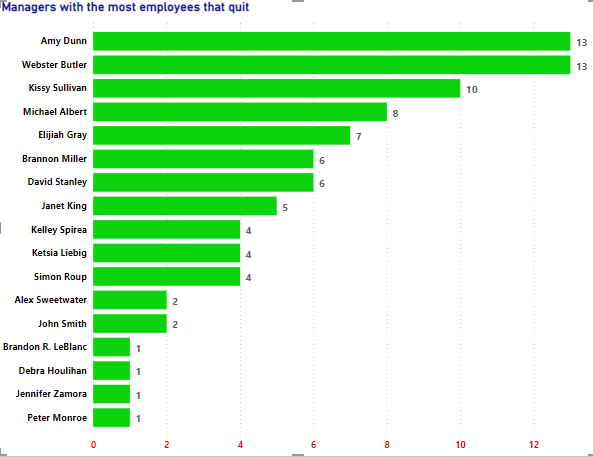 Managers with the most employees that quit
Amy Dunn 13
Webster Butler 13
Kissy Sullivan 10
Michael Albert 8
Elijiah Gray 7
Brannon Miller 6
David Stanley 6
Janet King 5
Kelley Spirea 4
Ketsia Liebig 4
Simon Roup 4
Alex Sweetwater 2
John Smith 2
Brandon R. LeBlanc 1
Debra Houlihan 1
Jennifer Zamora 1
Peter Monroe 1
0 2 4 6 8 10 12